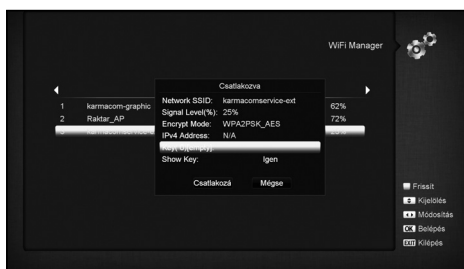 WiFi Manager
Csatlakozva
Network SSID: karmacomservice-ext
1 karmacom-graphic 62%
Signal Level(%): 25%
2 Raktar_AP 72%
Encrypt Mode: WPA2PSK_AES
3
IPv4 Address: N/A
Show Key: Igen
Csatlakozá Mégse
Frissít
Kijelölés
Módosítás
OK Belépés
EXIT Kilépés